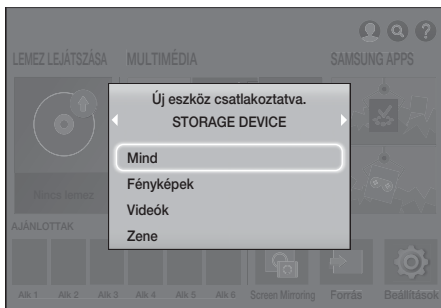 LEMEZ LEJÁTSZÁSA MULTIMÉDIA SAMSUNG APPS
Új eszköz csatlakoztatva.
STORAGE DEVICE
Mind
Fényképek
Videók
Zene
Nincs lemez
AJÁNLOTTAK
Alk 1 Alk 2 Alk 3 Alk 4 Alk 5 Alk 6 Screen Mirroring Forrás Beállítások